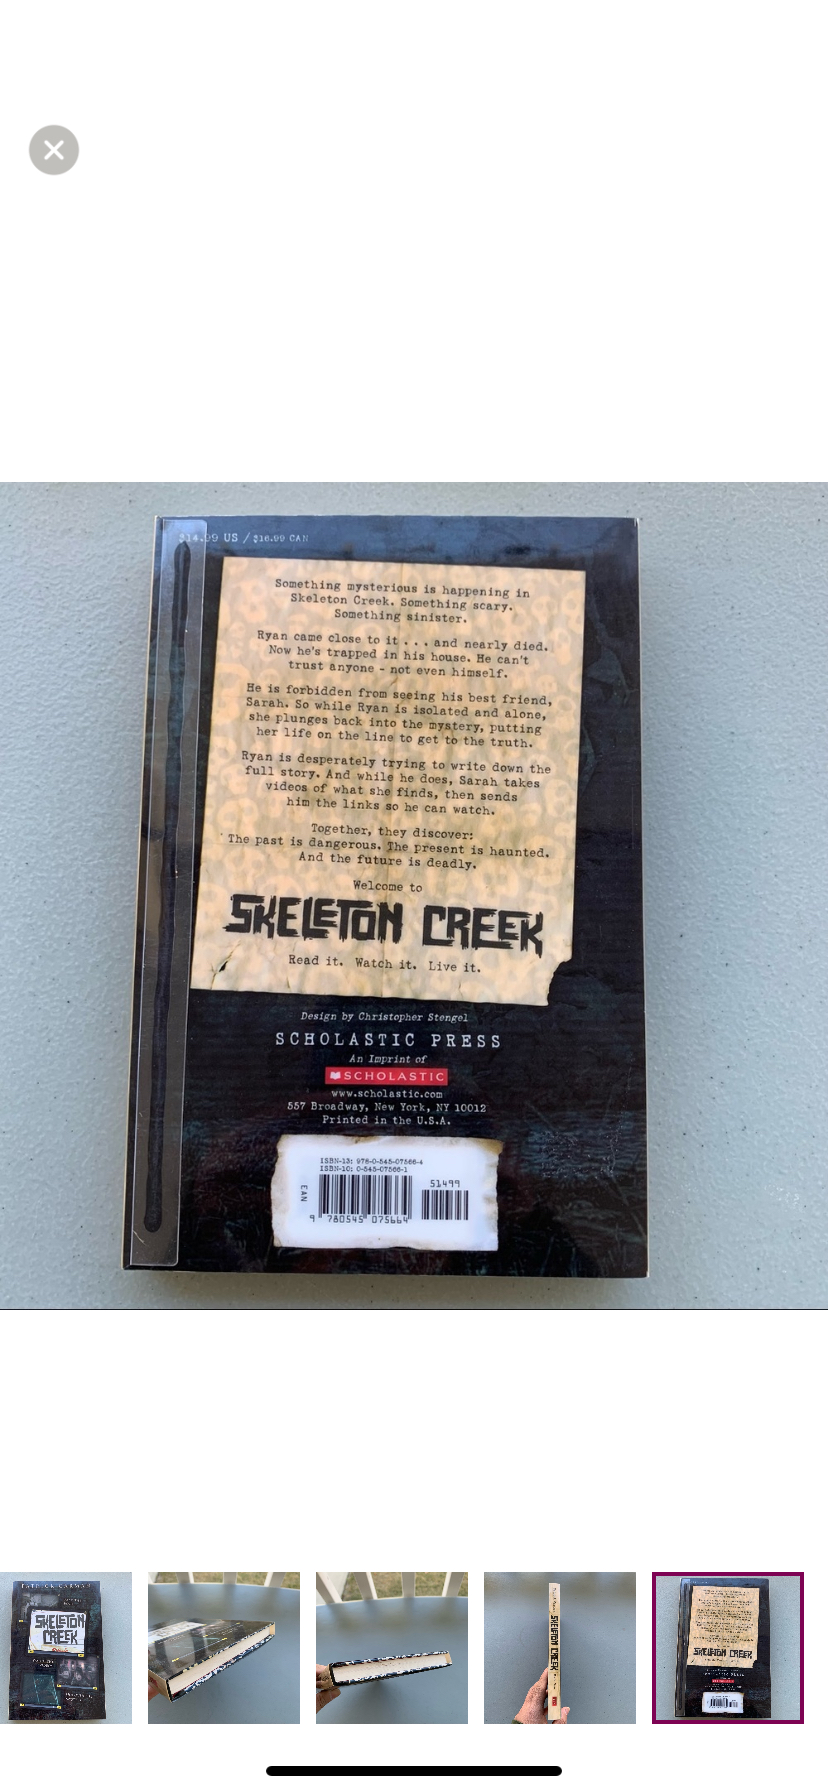 $14.99 US / $16.99 CAN
Something mysterious is happening in
Skeleton Creek. Something scary.
Something sinister.
Ryan came close to it . . . and nearly died.
Now he's trapped in his house. He can't
trust anyone - not even himself.
He is forbidden from seeing his best friend,
Sarah. So while Ryan is isolated and alone,
she plunges back into the mystery, putting
her life on the line to get to the truth.
Ryan is desperately trying to write down the
full story. And while he does, Sarah takes
videos of what she finds, then sends
him the links so he can watch.
Together, they discover:
The past is dangerous. The present is haunted.
And the future is deadly.
Welcome to
SKELETON CREEK
Read it. Watch it. Live it.
Design by Christopher Stengel
SCHOLASTIC PRESS
An Imprint of
SCHOLASTIC
www.scholastic.com
557 Broadway, New York, NY 10012
Printed in the U.S.A.
ISBN-13: 978-0-545-07566-4
ISBN-10: 0-545-07566-1
51499
EAN
9 780545 075664
PATRICK CARMAN
SKELETON
CREEK
SKELETON CREEK
SKELETON CREEK